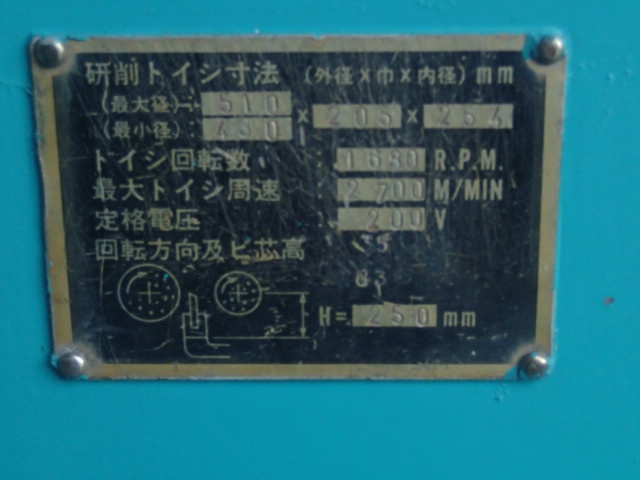 研削トイシ寸法 (外径×巾×内径)mm
(最大径): 510 × 205 × 254
(最小径): 430
トイシ回転数 : 1680 R.P.M.
最大トイシ周速 : 2700 M/MIN
定格電圧 : 200 V
回転方向及ビ芯高
H= 250 mm